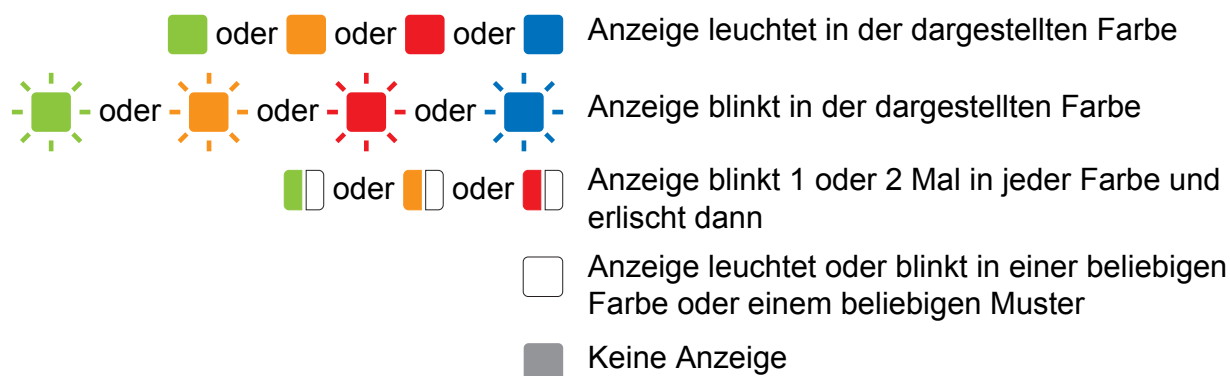 oder oder oder Anzeige leuchtet in der dargestellten Farbe
oder oder oder Anzeige blinkt in der dargestellten Farbe
oder oder Anzeige blinkt 1 oder 2 Mal in jeder Farbe und
erlischt dann
Anzeige leuchtet oder blinkt in einer beliebigen
Farbe oder einem beliebigen Muster
Keine Anzeige